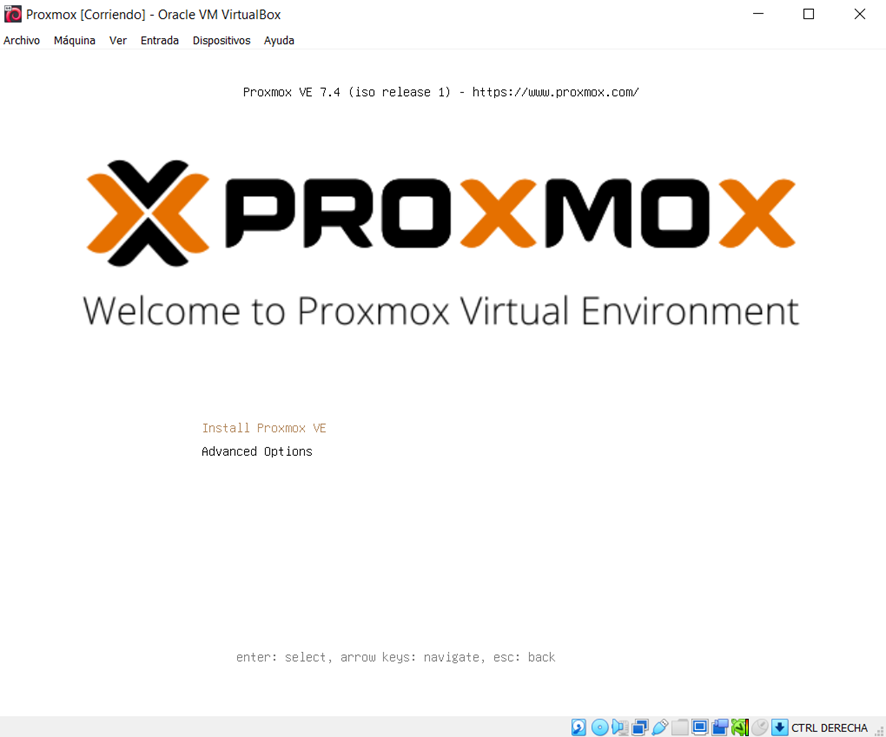 Proxmox [Corriendo] - Oracle VM VirtualBox
Archivo Máquina Ver Entrada Dispositivos Ayuda
Proxmox VE 7.4 (iso release 1) - https://www.proxmox.com/
PROXMOX
Welcome to Proxmox Virtual Environment
Install Proxmox VE
Advanced Options
enter: select, arrow keys: navigate, esc: back
CTRL DERECHA